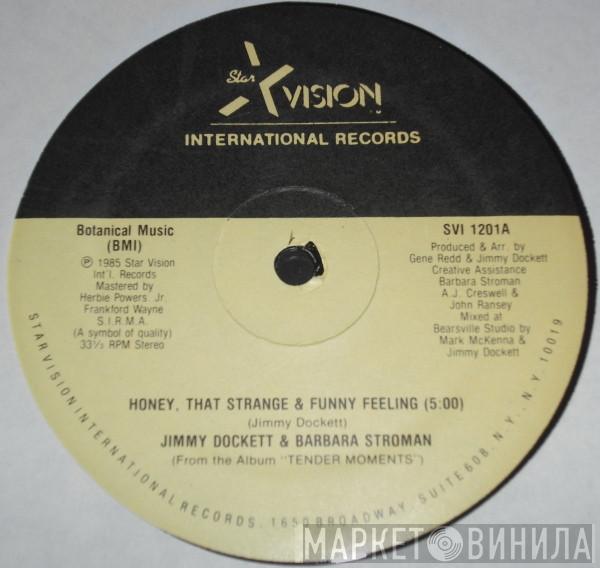 Star
VISION
INTERNATIONAL RECORDS
Botanical Music
(BMI)
℗ 1985 Star Vision
Int'l. Records
Mastered by
Herbie Powers, Jr.
Frankford Wayne
S.I.R.M.A.
(A symbol of quality)
33⅓ RPM Stereo
SVI 1201A
Produced & Arr. by
Gene Redd & Jimmy Dockett
Creative Assistance
Barbara Stroman
A.J. Creswell &
John Ransey
Mixed at
Bearsville Studio by
Mark McKenna &
Jimmy Dockett
HONEY, THAT STRANGE & FUNNY FEELING (5:00)
(Jimmy Dockett)
JIMMY DOCKETT & BARBARA STROMAN
(From the Album "TENDER MOMENTS")
STAR VISION INTERNATIONAL RECORDS, 1650 BROADWAY, SUITE 608, N.Y., N.Y. 10019
МАРКЕТ ВИНИЛА